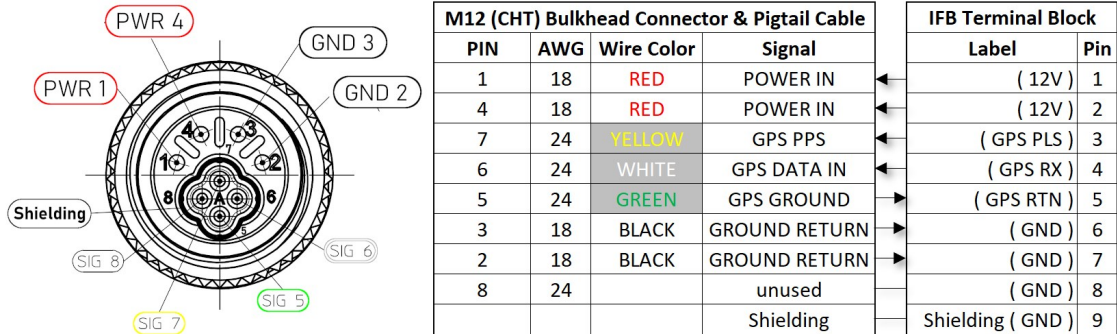 PWR 4
GND 3
PWR 1
GND 2
4 3
7
1 2
8 A 6
5
Shielding
SIG 8
SIG 6
SIG 5
SIG 7
M12 (CHT) Bulkhead Connector & Pigtail Cable
PIN AWG Wire Color Signal
1 18 RED POWER IN
4 18 RED POWER IN
7 24 YELLOW GPS PPS
6 24 WHITE GPS DATA IN
5 24 GREEN GPS GROUND
3 18 BLACK GROUND RETURN
2 18 BLACK GROUND RETURN
8 24 unused
Shielding
IFB Terminal Block
Label Pin
( 12V ) 1
( 12V ) 2
( GPS PLS ) 3
( GPS RX ) 4
( GPS RTN ) 5
( GND ) 6
( GND ) 7
( GND ) 8
Shielding ( GND ) 9